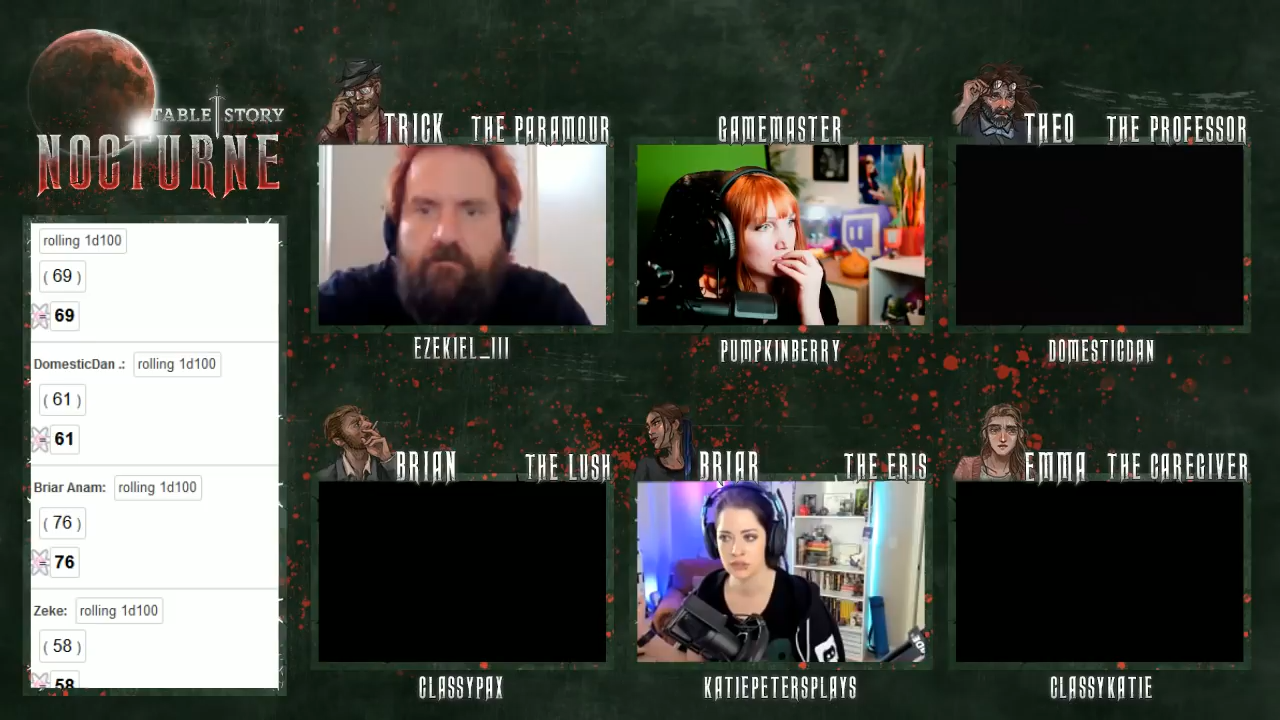 TABLE STORY
NOCTURNE
rolling 1d100
( 69 )
= 69
DomesticDan .: rolling 1d100
( 61 )
= 61
Briar Anam: rolling 1d100
( 76 )
= 76
Zeke: rolling 1d100
( 58 )
= 58
TRICK THE PARAMOUR
EZEKIEL_III
GAMEMASTER
PUMPKINBERRY
THEO THE PROFESSOR
DOMESTICDAN
BRIAN THE LUSH
CLASSYPAX
BRIAR THE ERIS
KATIEPETERSPLAYS
EMMA THE CAREGIVER
CLASSYKATIE